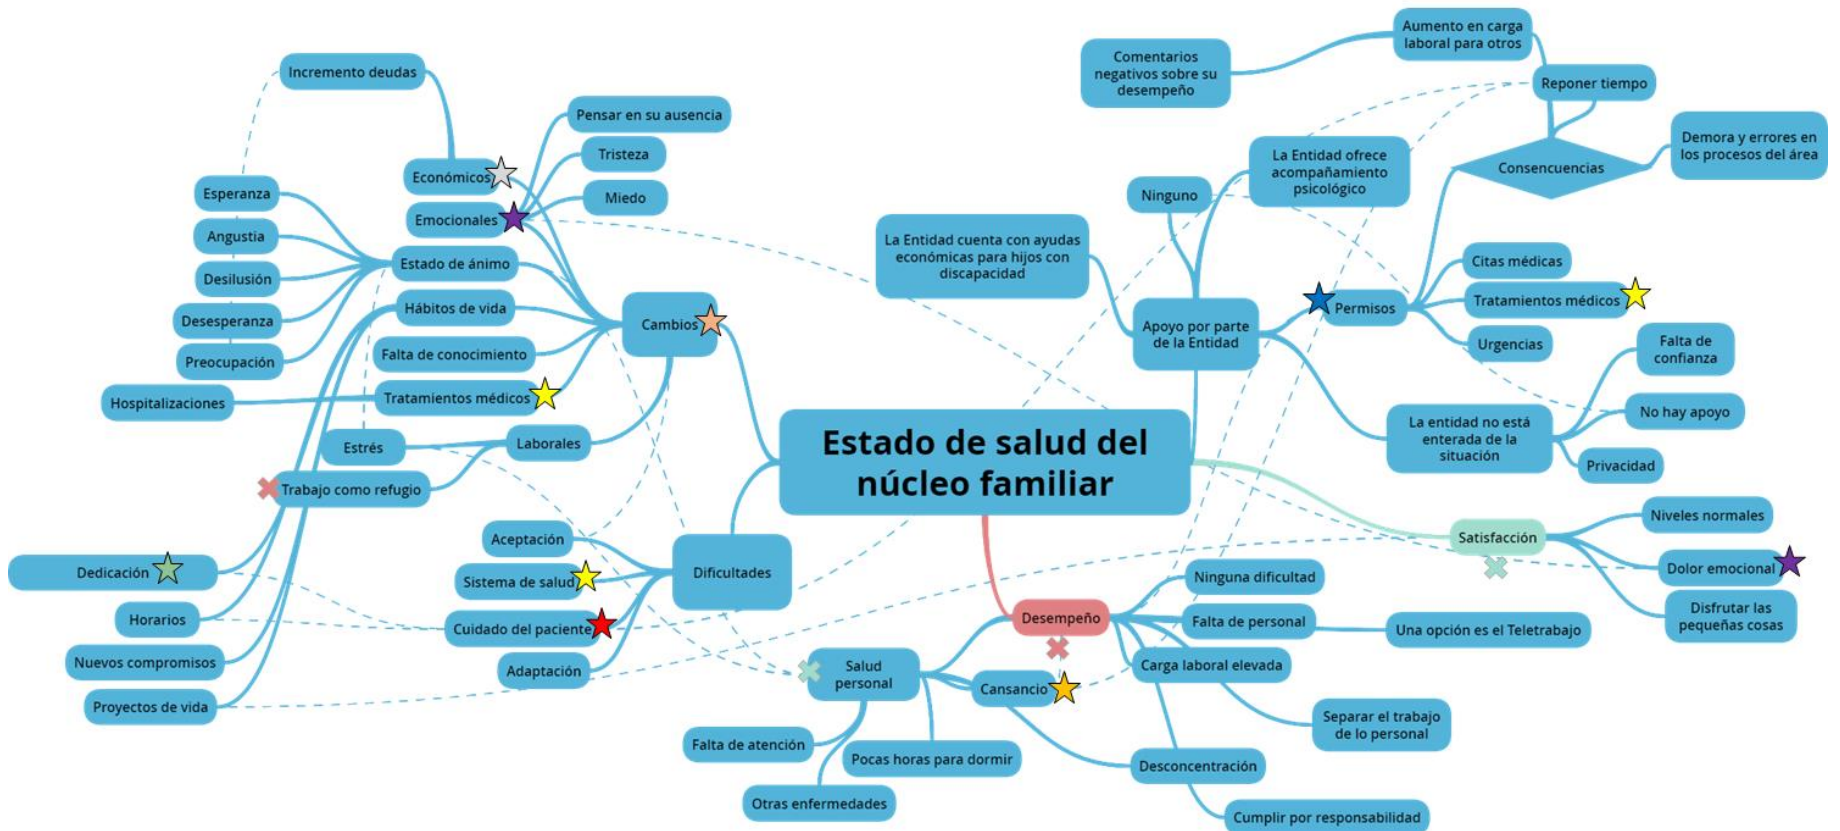 Aumento en carga
laboral para otros
Comentarios
negativos sobre su
desempeño
Incremento deudas
Reponer tiempo
Pensar en su ausencia
Demora y errores en
los procesos del área
Tristeza
La Entidad ofrece
acompañamiento
psicológico
Consencuencias
Económicos
Esperanza
Miedo
Ninguno
Emocionales
Angustia
La Entidad cuenta con ayudas
económicas para hijos con
discapacidad
Estado de ánimo
Citas médicas
Desilusión
Hábitos de vida
Tratamientos médicos
Permisos
Desesperanza
Cambios
Apoyo por parte
de la Entidad
Urgencias
Falta de
confianza
Preocupación
Falta de conocimiento
Hospitalizaciones
Tratamientos médicos
No hay apoyo
La entidad no está
enterada de la
situación
Estrés
Laborales
Estado de salud del
núcleo familiar
Privacidad
Trabajo como refugio
Niveles normales
Aceptación
Satisfacción
Dedicación
Sistema de salud
Dificultades
Dolor emocional
Ninguna dificultad
Disfrutar las
pequeñas cosas
Horarios
Cuidado del paciente
Desempeño
Falta de personal
Una opción es el Teletrabajo
Nuevos compromisos
Adaptación
Salud
personal
Carga laboral elevada
Cansancio
Proyectos de vida
Separar el trabajo
de lo personal
Falta de atención
Pocas horas para dormir
Desconcentración
Otras enfermedades
Cumplir por responsabilidad